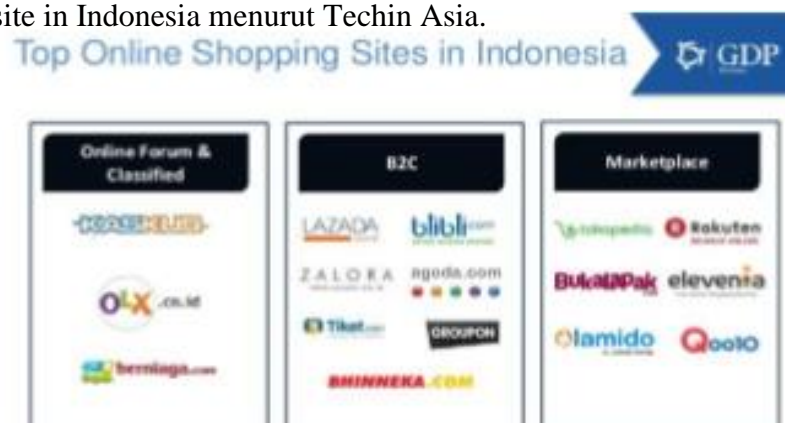 site in Indonesia menurut Techin Asia.
Top Online Shopping Sites in Indonesia
GDP
Online Forum &
Classified
KASKUS
OLX.co.id
berniaga.com
B2C
LAZADA
blibli.com
ZALORA
agoda.com
Tiket.com
GROUPON
BHINNEKA.COM
Marketplace
tokopedia
Rakuten
BukaLapak
elevenia
lamido
Qoo10